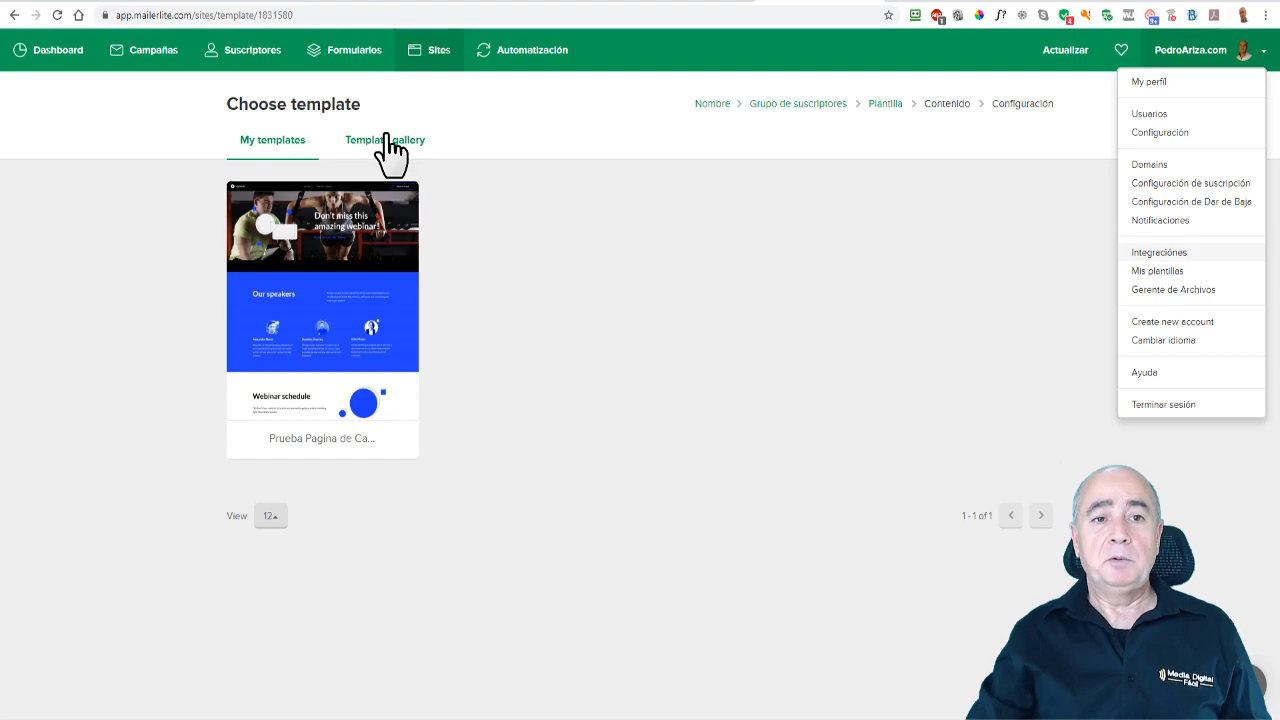 app.mailerlite.com/sites/template/1831580
Dashboard
Campañas
Suscriptores
Formularios
Sites
Automatización
Actualizar
PedroAriza.com
Choose template
Nombre > Grupo de suscriptores > Plantilla > Contenido > Configuración
My templates
Template gallery
Don't miss this
amazing webinar!
Our speakers
Webinar schedule
Prueba Pagina de Ca...
View
12
1 - 1 of 1
My perfil
Usuarios
Configuración
Domains
Configuración de suscripción
Configuración de Dar de Baja
Notificaciones
Integraciónes
Mis plantillas
Gerente de Archivos
Create new account
Cambiar idioma
Ayuda
Terminar sesión
Media Digital
Fácil